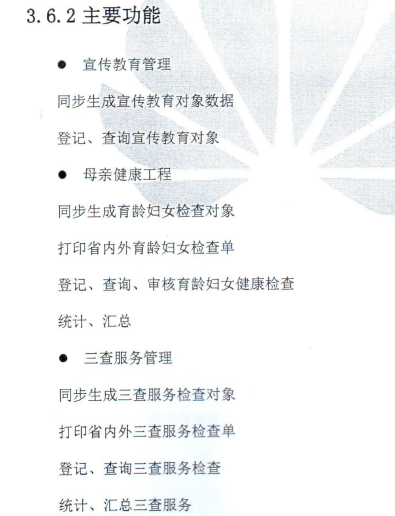 3.6.2 主要功能
● 宣传教育管理
同步生成宣传教育对象数据
登记、查询宣传教育对象
● 母亲健康工程
同步生成育龄妇女检查对象
打印省内外育龄妇女检查单
登记、查询、审核育龄妇女健康检查
统计、汇总
● 三查服务管理
同步生成三查服务检查对象
打印省内外三查服务检查单
登记、查询三查服务检查
统计、汇总三查服务